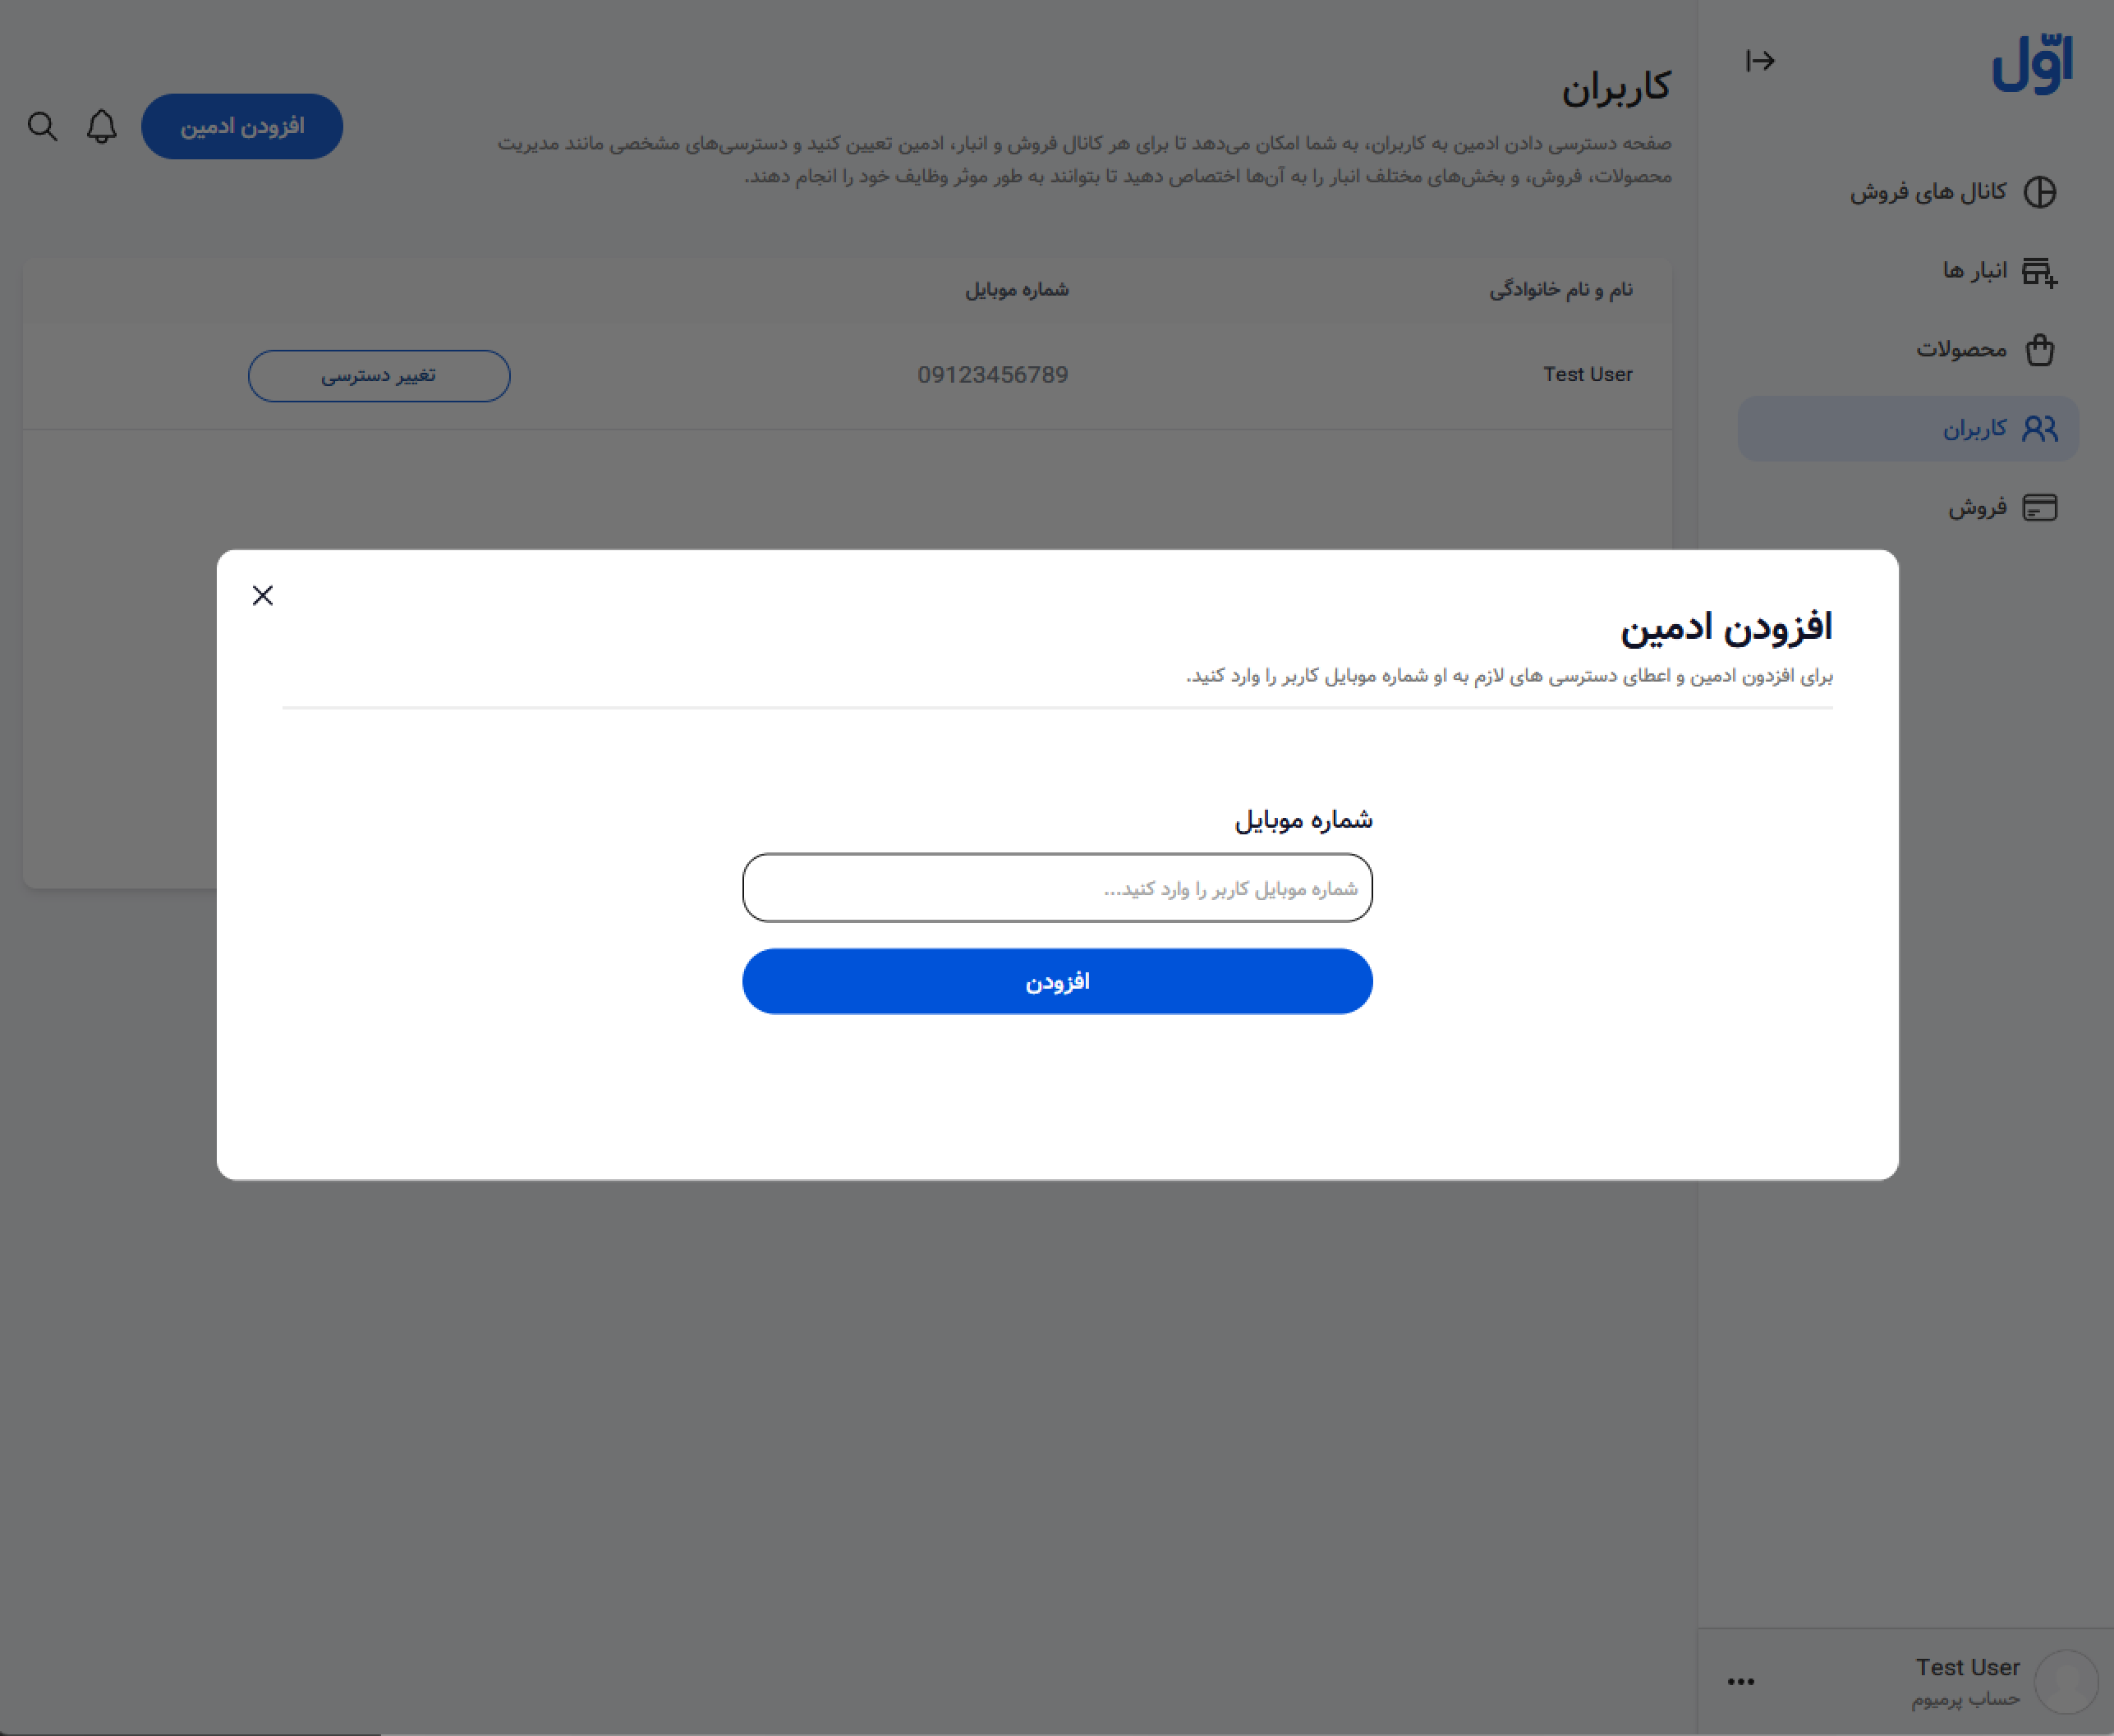 اوّل
کانال های فروش
انبار ها
محصولات
کاربران
فروش
Test User
حساب پرمیوم
کاربران
صفحه دسترسی دادن ادمین به کاربران، به شما امکان می‌دهد تا برای هر کانال فروش و انبار، ادمین تعیین کنید و دسترسی‌های مشخصی مانند مدیریت
محصولات، فروش، و بخش‌های مختلف انبار را به آن‌ها اختصاص دهید تا بتوانند به طور موثر وظایف خود را انجام دهند.
افزودن ادمین
نام و نام خانوادگی
شماره موبایل
Test User
09123456789
تغییر دسترسی
افزودن ادمین
برای افزدون ادمین و اعطای دسترسی های لازم به او شماره موبایل کاربر را وارد کنید.
شماره موبایل
شماره موبایل کاربر را وارد کنید...
افزودن